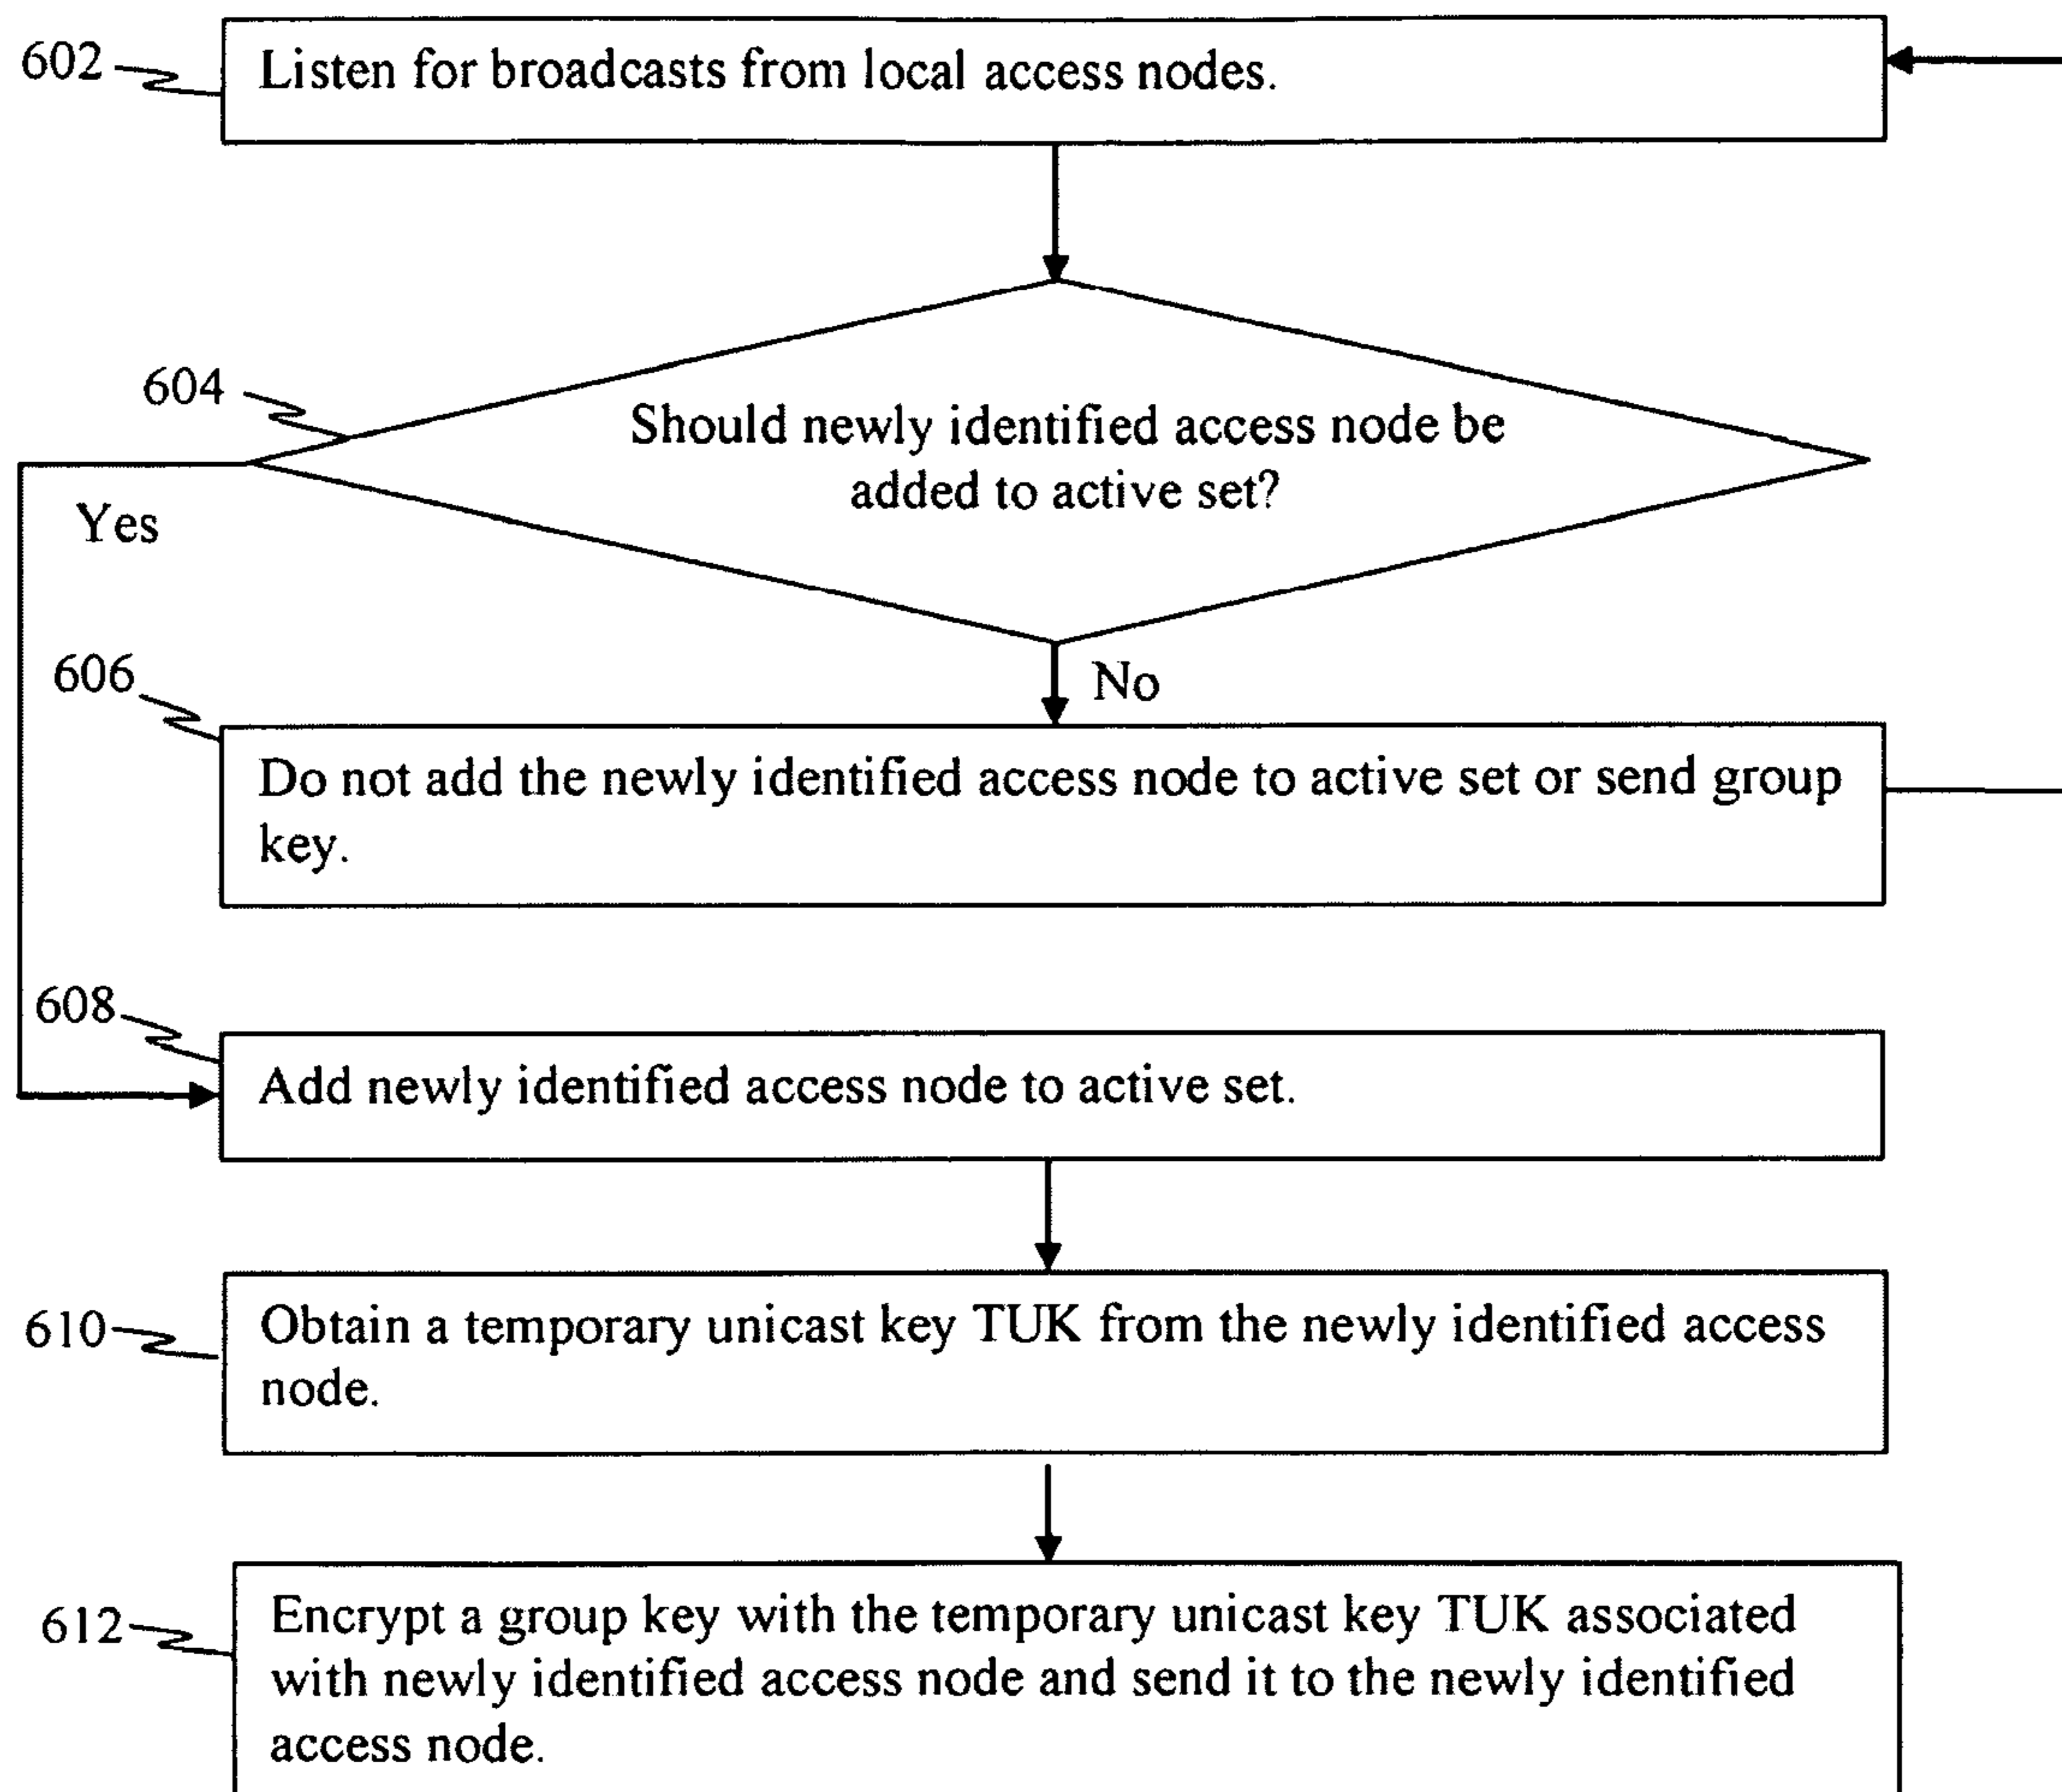 602
Listen for broadcasts from local access nodes.
604
Should newly identified access node be
added to active set?
Yes
No
606
Do not add the newly identified access node to active set or send group
key.
608
Add newly identified access node to active set.
610
Obtain a temporary unicast key TUK from the newly identified access
node.
612
Encrypt a group key with the temporary unicast key TUK associated
with newly identified access node and send it to the newly identified
access node.